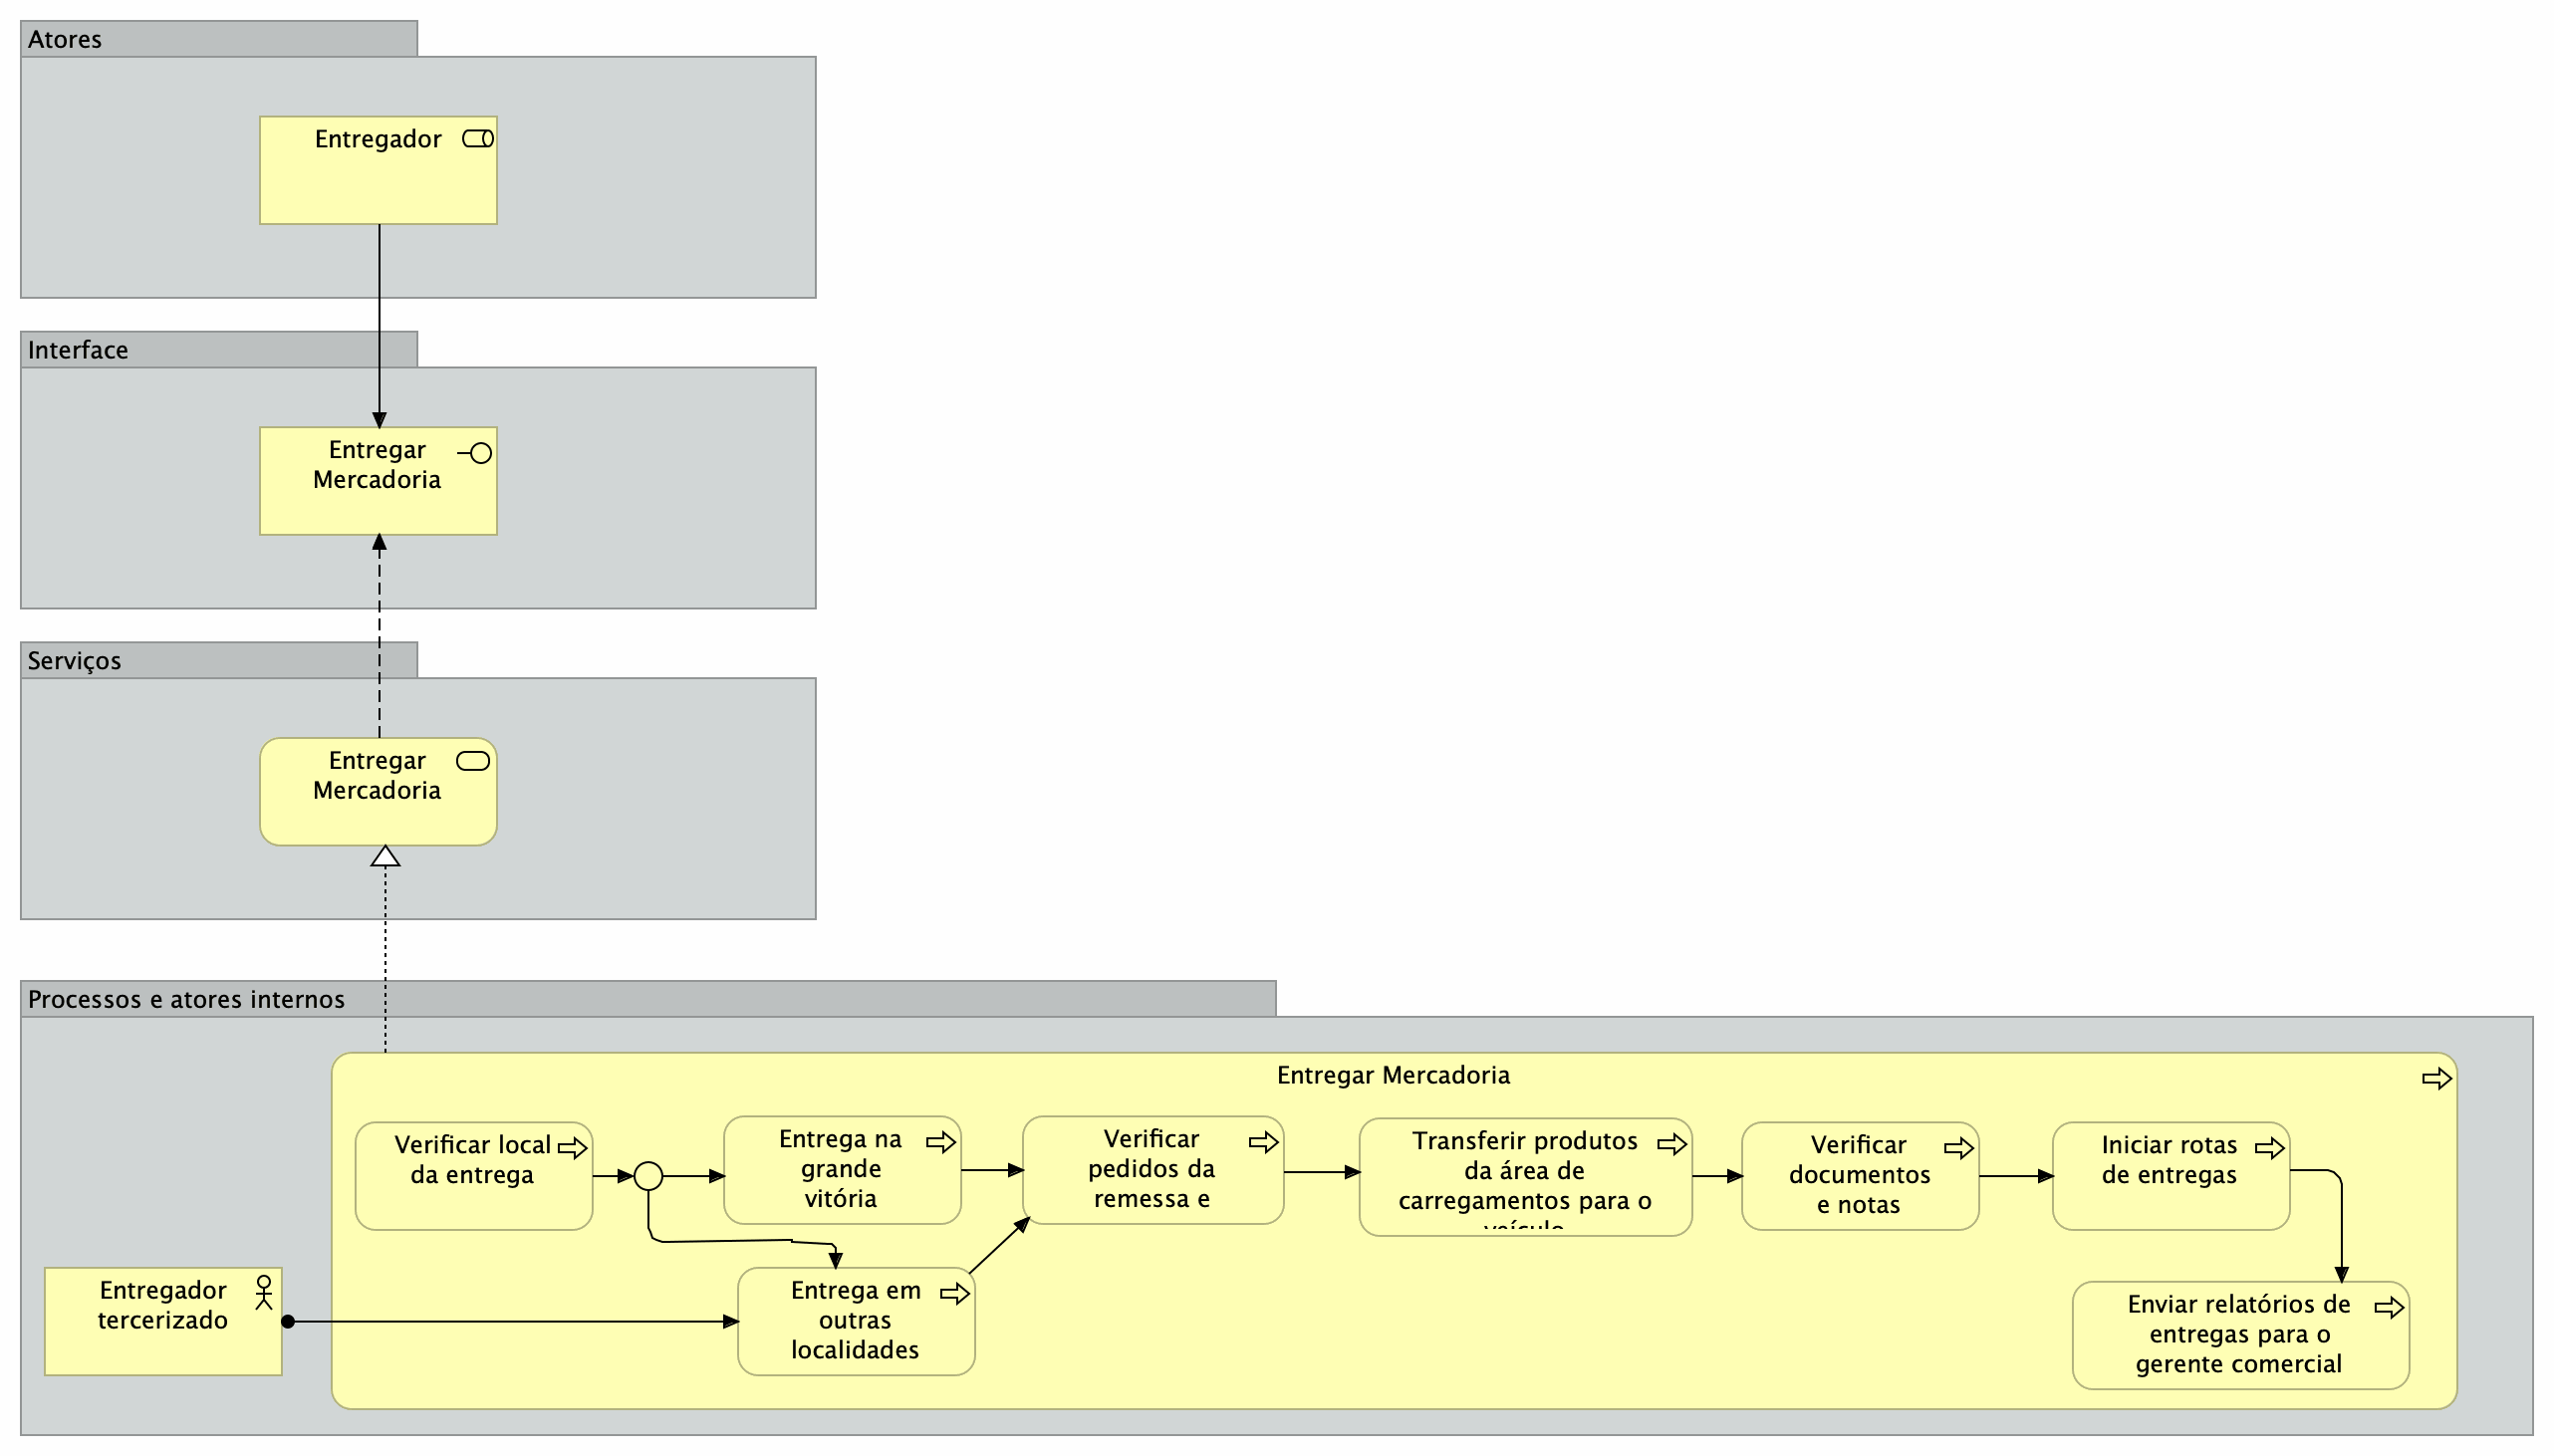 Atores
Entregador
Interface
Entregar
Mercadoria
Serviços
Entregar
Mercadoria
Processos e atores internos
Entregar Mercadoria
Verificar local
da entrega
Entrega na
grande
vitória
Verificar
pedidos da
remessa e
Transferir produtos
da área de
carregamentos para o
veículo
Verificar
documentos
e notas
Iniciar rotas
de entregas
Entregador
tercerizado
Entrega em
outras
localidades
Enviar relatórios de
entregas para o
gerente comercial